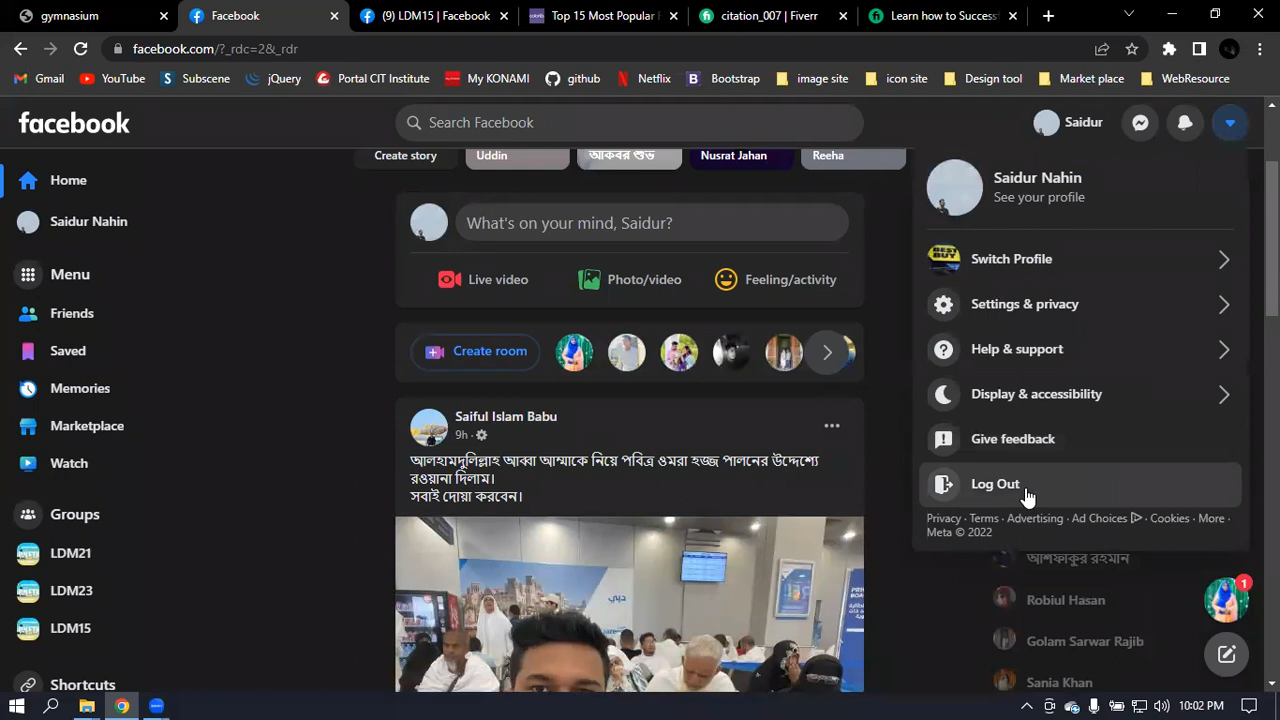 gymnasium
Facebook
(9) LDM15 | Facebook
Top 15 Most Popular
citation_007 | Fiverr
Learn how to Success
facebook.com/?_rdc=2&_rdr
Gmail
YouTube
Subscene
jQuery
Portal CIT Institute
My KONAMI
github
Netflix
Bootstrap
image site
icon site
Design tool
Market place
WebResource
facebook
Search Facebook
Saidur
Create story
Uddin
আকবর শুভ
Nusrat Jahan
Reeha
Home
Saidur Nahin
Menu
Friends
Saved
Memories
Marketplace
Watch
Groups
LDM21
LDM23
LDM15
Shortcuts
What's on your mind, Saidur?
Live video
Photo/video
Feeling/activity
Create room
Saiful Islam Babu
9h ·
আলহামদুলিল্লাহ আব্বা আম্মাকে নিয়ে পবিত্র ওমরা হজ্জ পালনের উদ্দেশ্যে
রওয়ানা দিলাম।
সবাই দোয়া করবেন।
دبي
Saidur Nahin
See your profile
BEST BUY
Switch Profile
Settings & privacy
Help & support
Display & accessibility
Give feedback
Log Out
Privacy · Terms · Advertising · Ad Choices · Cookies · More ·
Meta © 2022
আশফাকুর রহমান
Robiul Hasan
Golam Sarwar Rajib
Sania Khan
1
10:02 PM